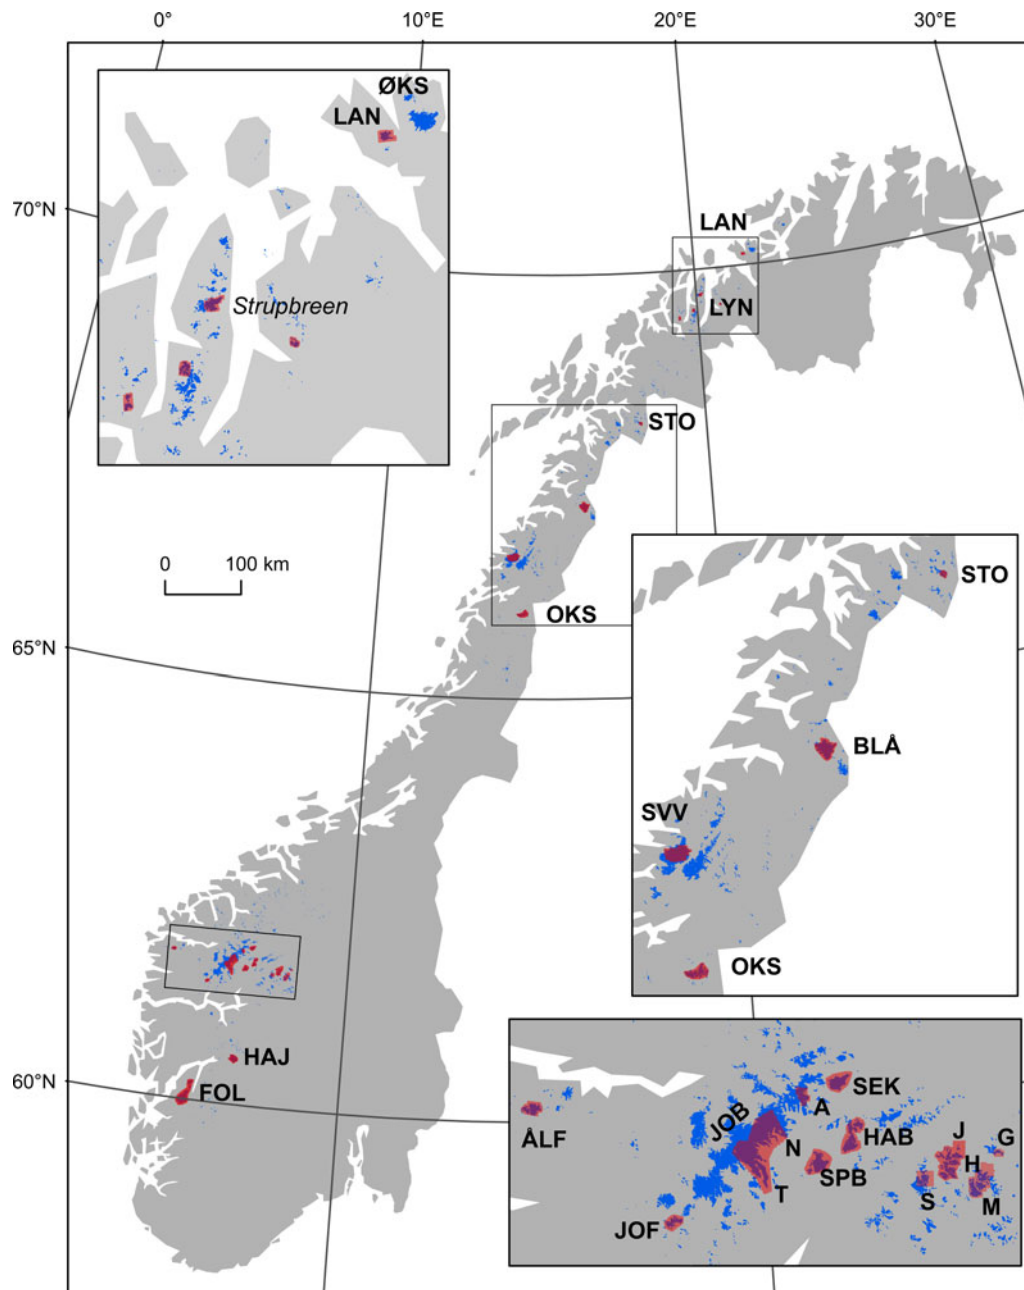 0° 10°E 20°E 30°E
ØKS
LAN
Strupbreen
70°N
LAN
LYN
STO
0 100 km
OKS
65°N
STO
BLÅ
SVV
OKS
HAJ
FOL
60°N
ÅLF
JOB
A
SEK
N
HAB
SPB
T
JOF
J
G
H
S
M